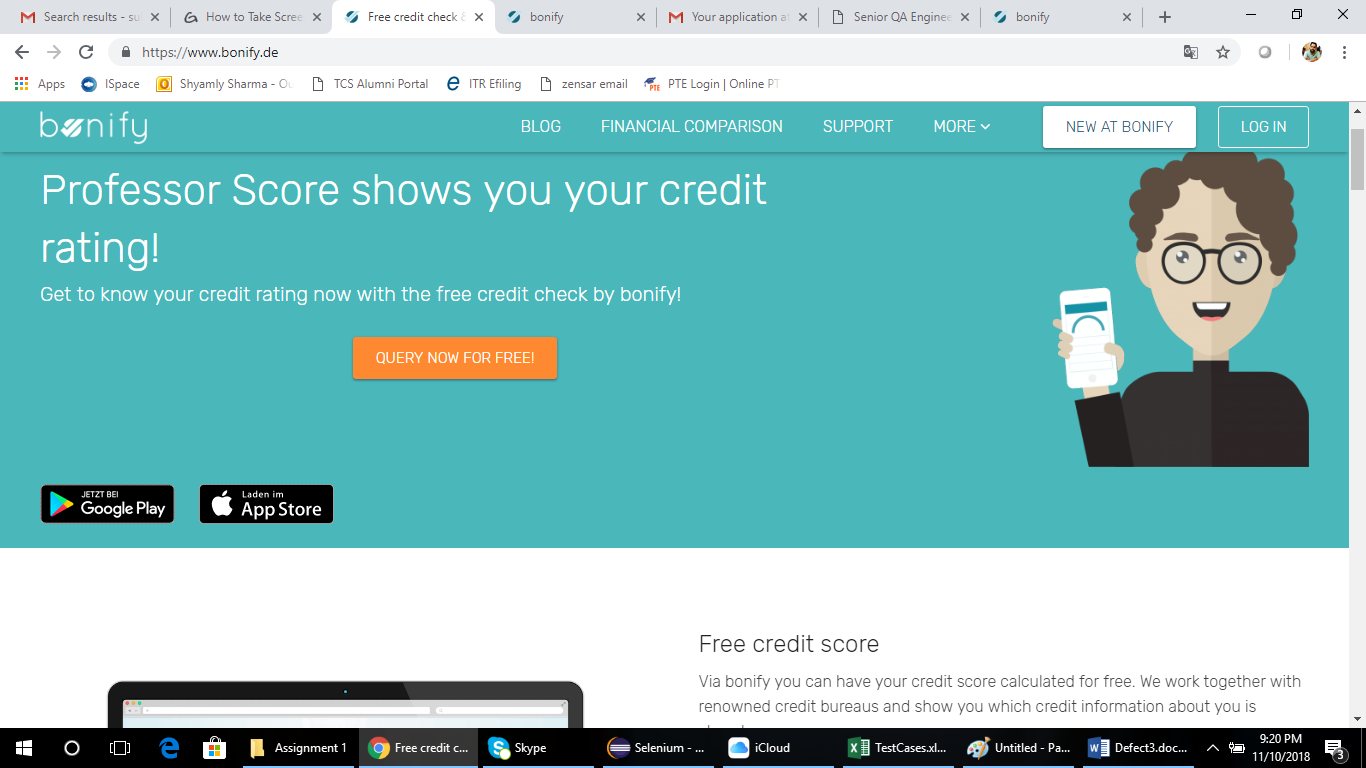 Search results - su
How to Take Scree
Free credit check &
bonify
Your application at
Senior QA Enginee
bonify
https://www.bonify.de
Apps
ISpace
Shyamly Sharma - Ou
TCS Alumni Portal
ITR Efiling
zensar email
PTE Login | Online PT
bonify
BLOG
FINANCIAL COMPARISON
SUPPORT
MORE
NEW AT BONIFY
LOG IN
Professor Score shows you your credit
rating!
Get to know your credit rating now with the free credit check by bonify!
QUERY NOW FOR FREE!
JETZT BEI
Google Play
Laden im
App Store
Free credit score
Via bonify you can have your credit score calculated for free. We work together with
renowned credit bureaus and show you which credit information about you is
Assignment 1
Free credit c...
Skype
Selenium - ...
iCloud
TestCases.xl...
Untitled - Pa...
Defect3.doc...
9:20 PM
11/10/2018
3